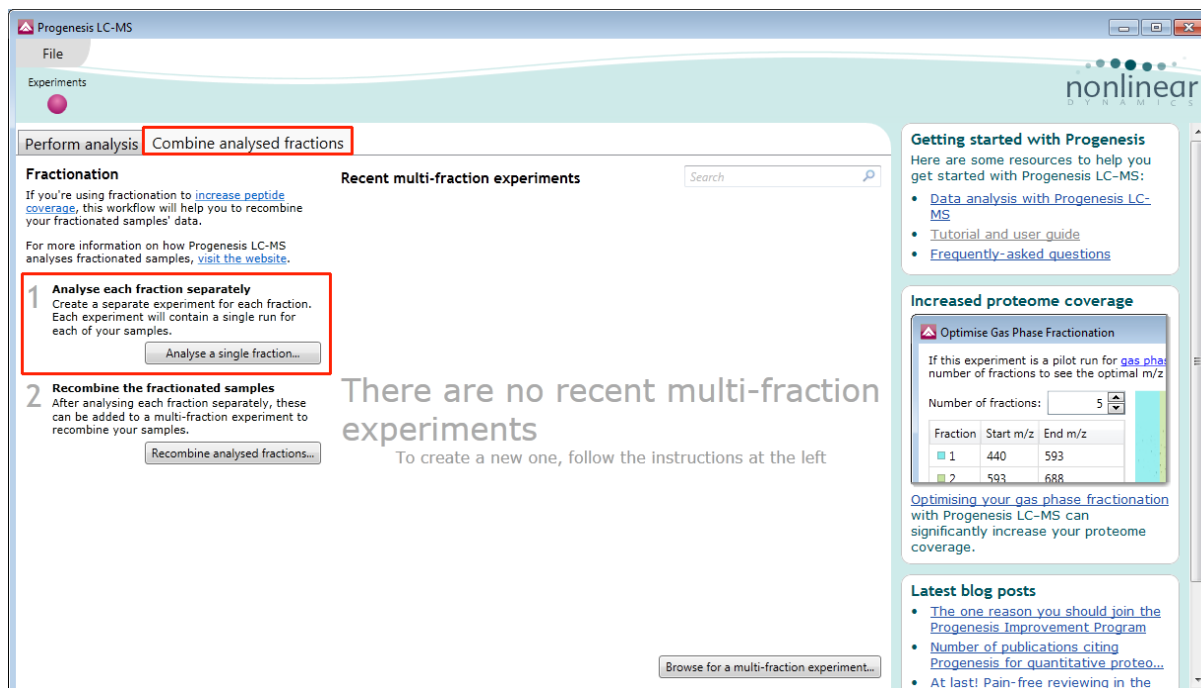 Progenesis LC-MS
File
Experiments
nonlinear
DYNAMICS
Perform analysis
Combine analysed fractions
Fractionation
If you're using fractionation to increase peptide
coverage, this workflow will help you to recombine
your fractionated samples' data.
For more information on how Progenesis LC-MS
analyses fractionated samples, visit the website.
1
Analyse each fraction separately
Create a separate experiment for each fraction.
Each experiment will contain a single run for
each of your samples.
Analyse a single fraction...
2
Recombine the fractionated samples
After analysing each fraction separately, these
can be added to a multi-fraction experiment to
recombine your samples.
Recombine analysed fractions...
Recent multi-fraction experiments
Search
There are no recent multi-fraction
experiments
To create a new one, follow the instructions at the left
Browse for a multi-fraction experiment...
Getting started with Progenesis
Here are some resources to help you
get started with Progenesis LC-MS:
• Data analysis with Progenesis LC-
MS
• Tutorial and user guide
• Frequently-asked questions
Increased proteome coverage
Optimise Gas Phase Fractionation
If this experiment is a pilot run for gas phas
number of fractions to see the optimal m/z
Number of fractions: 5
Fraction Start m/z End m/z
1 440 593
2 593 688
Optimising your gas phase fractionation
with Progenesis LC-MS can
significantly increase your proteome
coverage.
Latest blog posts
• The one reason you should join the
Progenesis Improvement Program
• Number of publications citing
Progenesis for quantitative proteo...
• At last! Pain-free reviewing in the